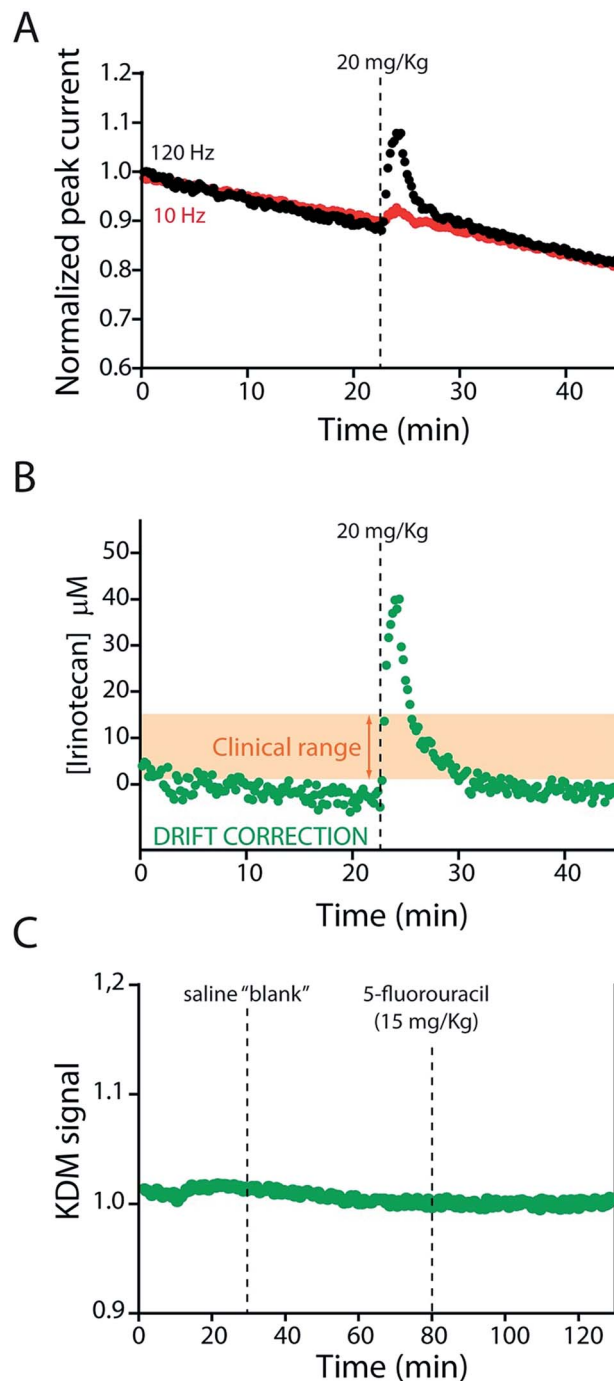 A
20 mg/Kg
1.2
1.1
1.0
0.9
0.8
0.7
0.6
120 Hz
10 Hz
Normalized peak current
0
10
20
30
40
Time (min)
B
20 mg/Kg
50
40
30
20
10
0
[Irinotecan] µM
Clinical range
DRIFT CORRECTION
0
10
20
30
40
Time (min)
C
1,2
1.1
1.0
0.9
KDM signal
saline "blank"
5-fluorouracil
(15 mg/Kg)
0
20
40
60
80
100
120
Time (min)